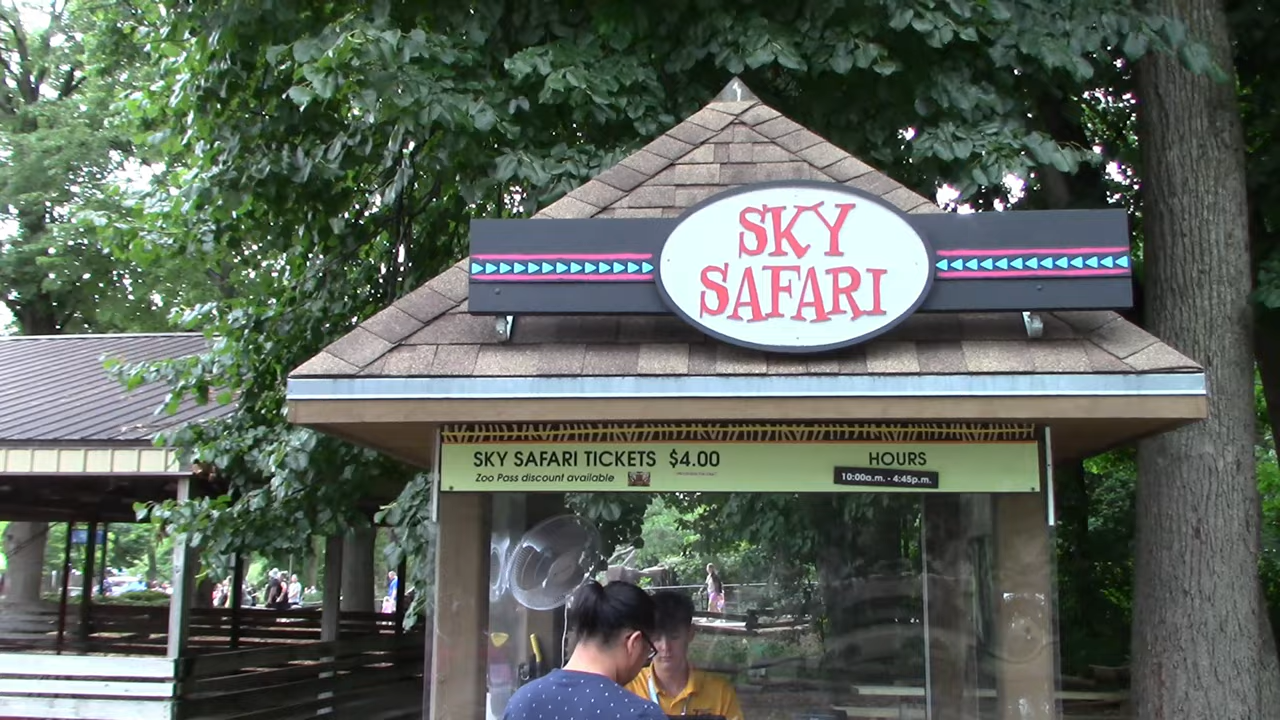 SKY
SAFARI
SKY SAFARI TICKETS $4.00
Zoo Pass discount available
HOURS
10:00a.m. - 4:45p.m.